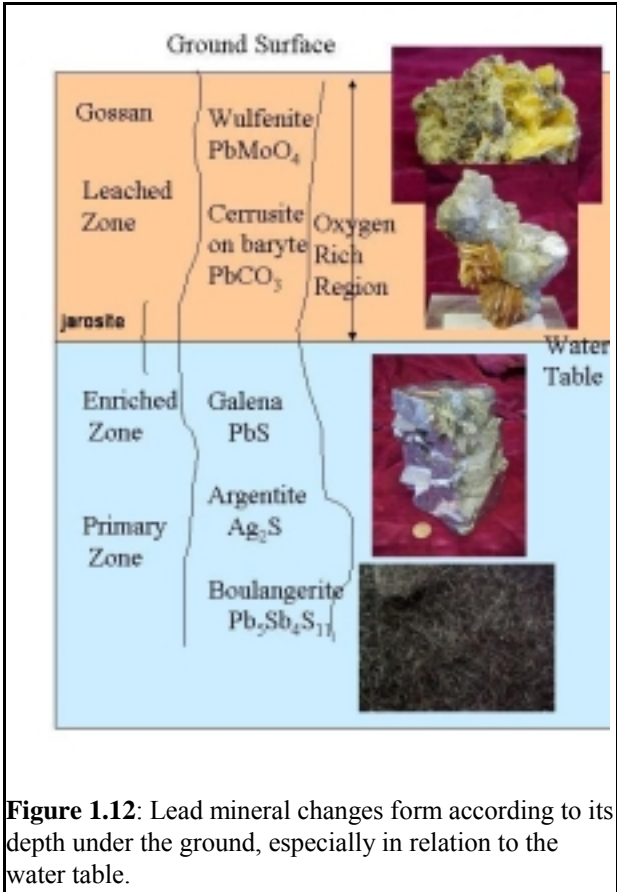 Ground Surface
Gossan
Leached
Zone
jarosite
Wulfenite
PbMoO₄
Cerrusite
on baryte
PbCO₃
Oxygen
Rich
Region
Water
Table
Enriched
Zone
Primary
Zone
Galena
PbS
Argentite
Ag₂S
Boulangerite
Pb₅Sb₄S₁₁
Figure 1.12: Lead mineral changes form according to its
depth under the ground, especially in relation to the
water table.